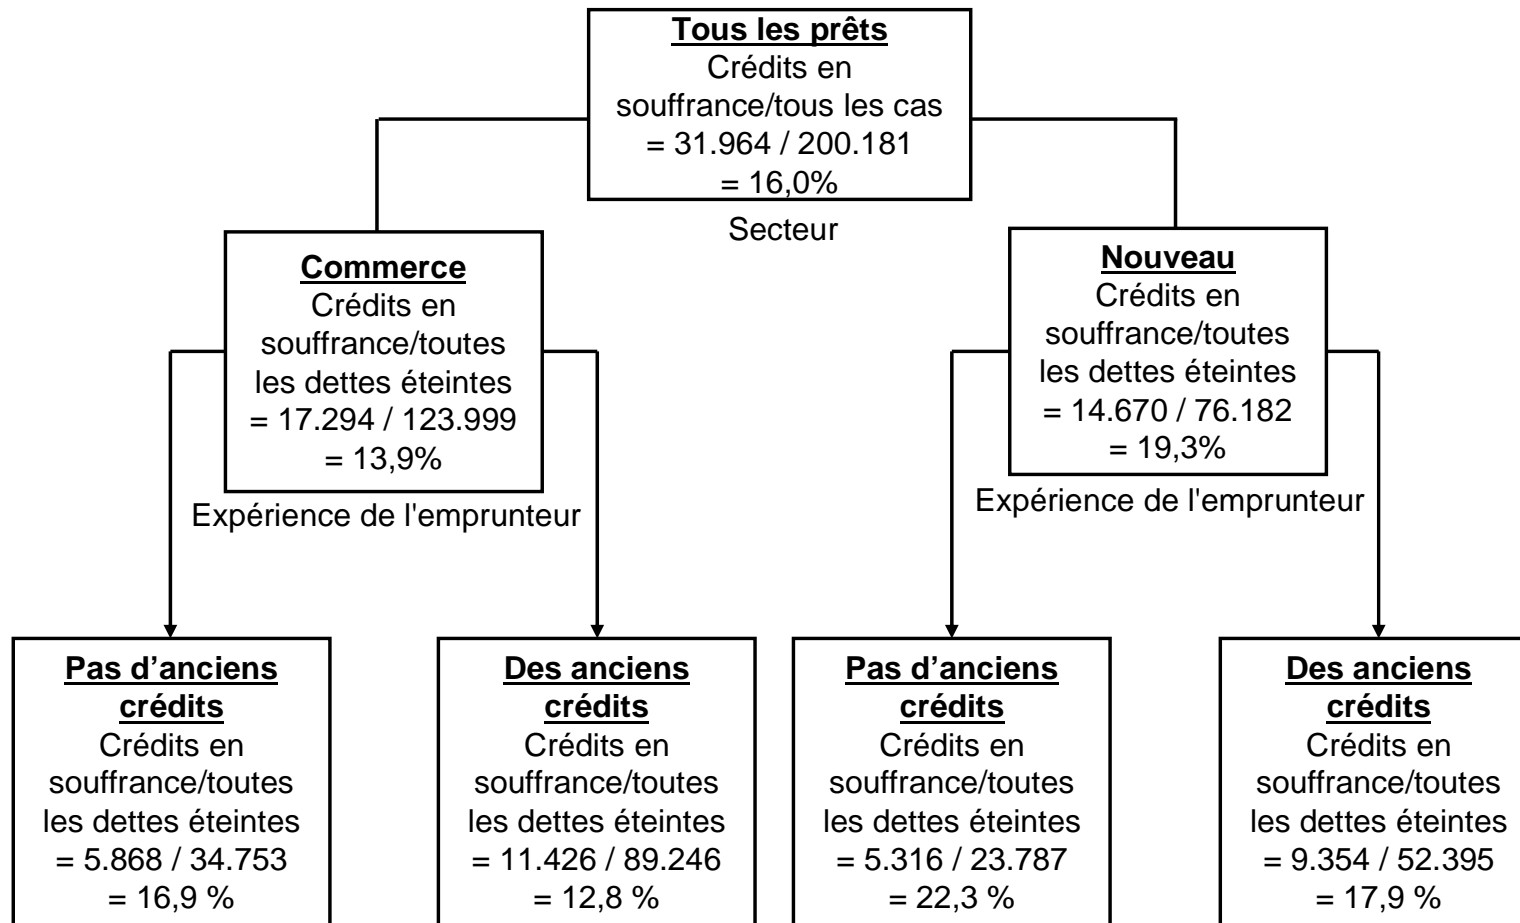 Tous les prêts
Crédits en
souffrance/tous les cas
= 31.964 / 200.181
= 16,0%
Secteur
Commerce
Crédits en
souffrance/toutes
les dettes éteintes
= 17.294 / 123.999
= 13,9%
Expérience de l'emprunteur
Nouveau
Crédits en
souffrance/toutes
les dettes éteintes
= 14.670 / 76.182
= 19,3%
Expérience de l'emprunteur
Pas d’anciens
crédits
Crédits en
souffrance/toutes
les dettes éteintes
= 5.868 / 34.753
= 16,9 %
Des anciens
crédits
Crédits en
souffrance/toutes
les dettes éteintes
= 11.426 / 89.246
= 12,8 %
Pas d’anciens
crédits
Crédits en
souffrance/toutes
les dettes éteintes
= 5.316 / 23.787
= 22,3 %
Des anciens
crédits
Crédits en
souffrance/toutes
les dettes éteintes
= 9.354 / 52.395
= 17,9 %